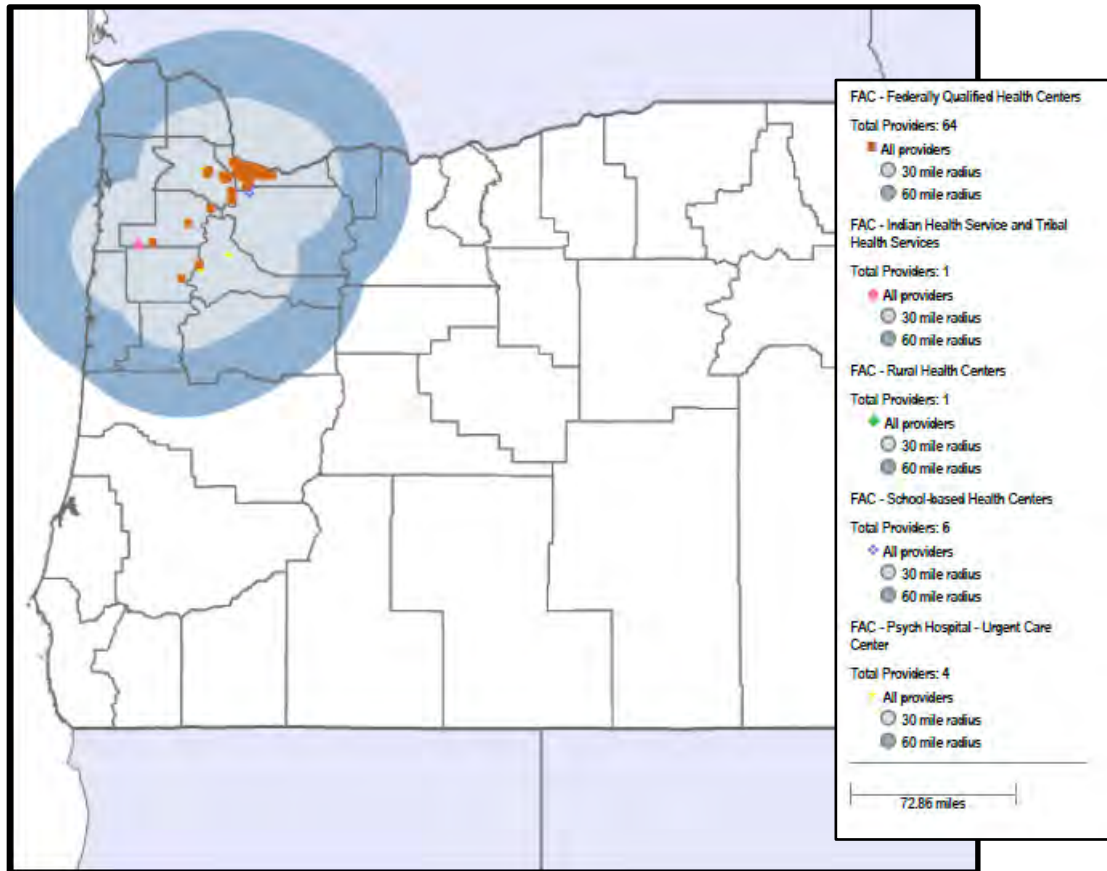 FAC - Federally Qualified Health Centers
Total Providers: 64
All providers
30 mile radius
60 mile radius
FAC - Indian Health Service and Tribal
Health Services
Total Providers: 1
All providers
30 mile radius
60 mile radius
FAC - Rural Health Centers
Total Providers: 1
All providers
30 mile radius
60 mile radius
FAC - School-based Health Centers
Total Providers: 6
All providers
30 mile radius
60 mile radius
FAC - Psych Hospital - Urgent Care
Center
Total Providers: 4
All providers
30 mile radius
60 mile radius
72.86 miles